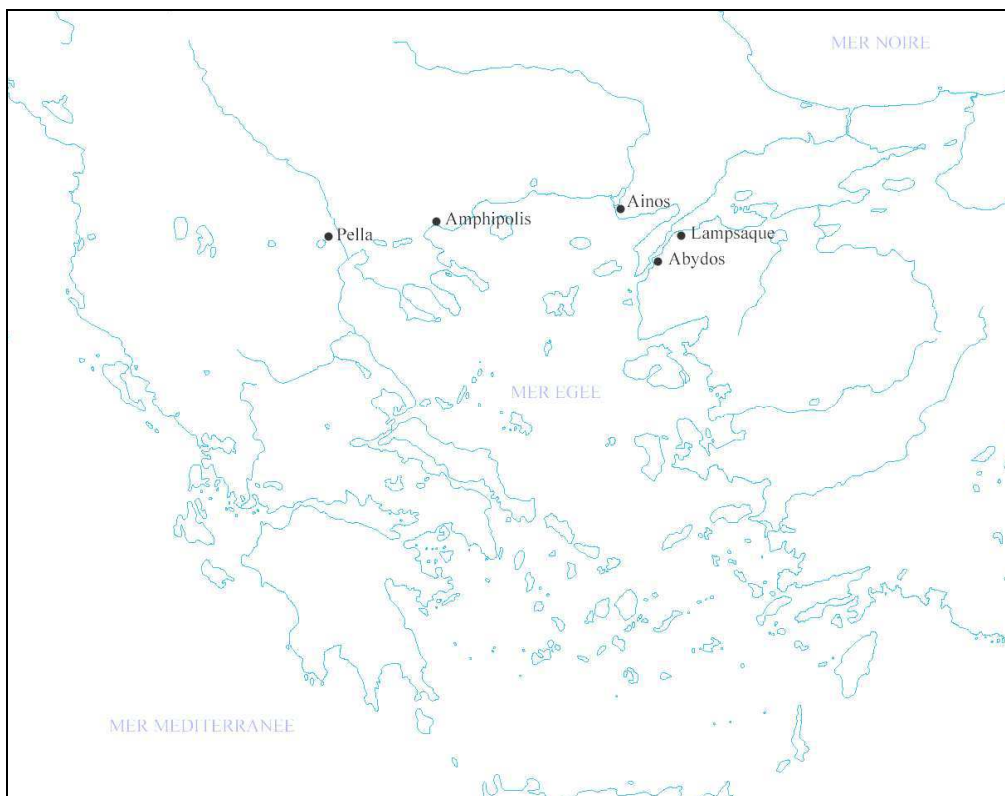 MER NOIRE
Ainos
Amphipolis
Pella
Lampsaque
Abydos
MER EGEE
MER MEDITERRANEE